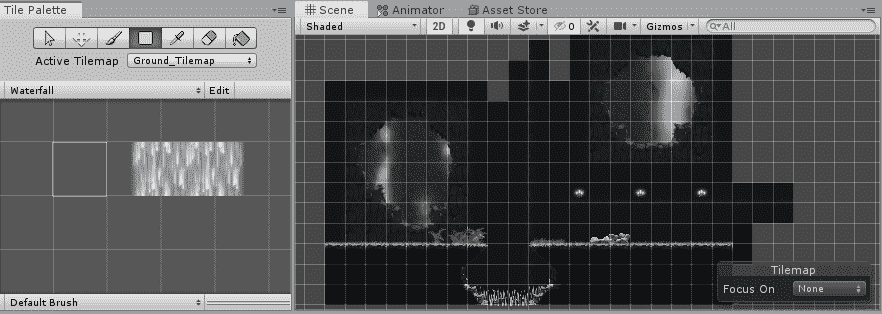 Tile Palette
Active Tilemap Ground_Tilemap
Waterfall Edit
Default Brush
Scene Animator Asset Store
Shaded 2D 0 Gizmos All
Tilemap
Focus On None